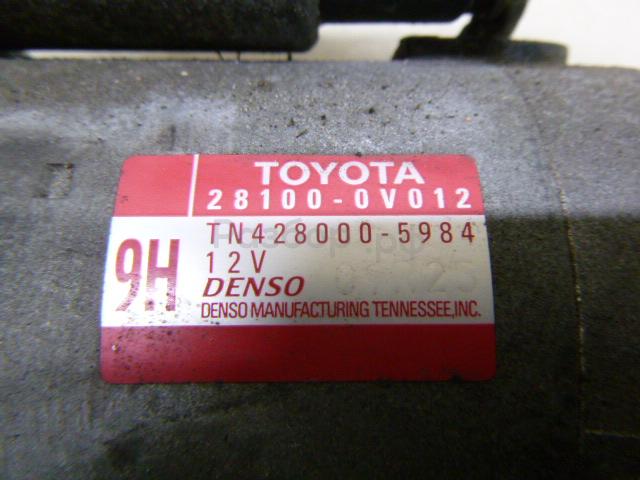 TOYOTA
28100-0V012
9H
TN428000-5984
12V
DENSO
DENSO MANUFACTURING TENNESSEE,INC.